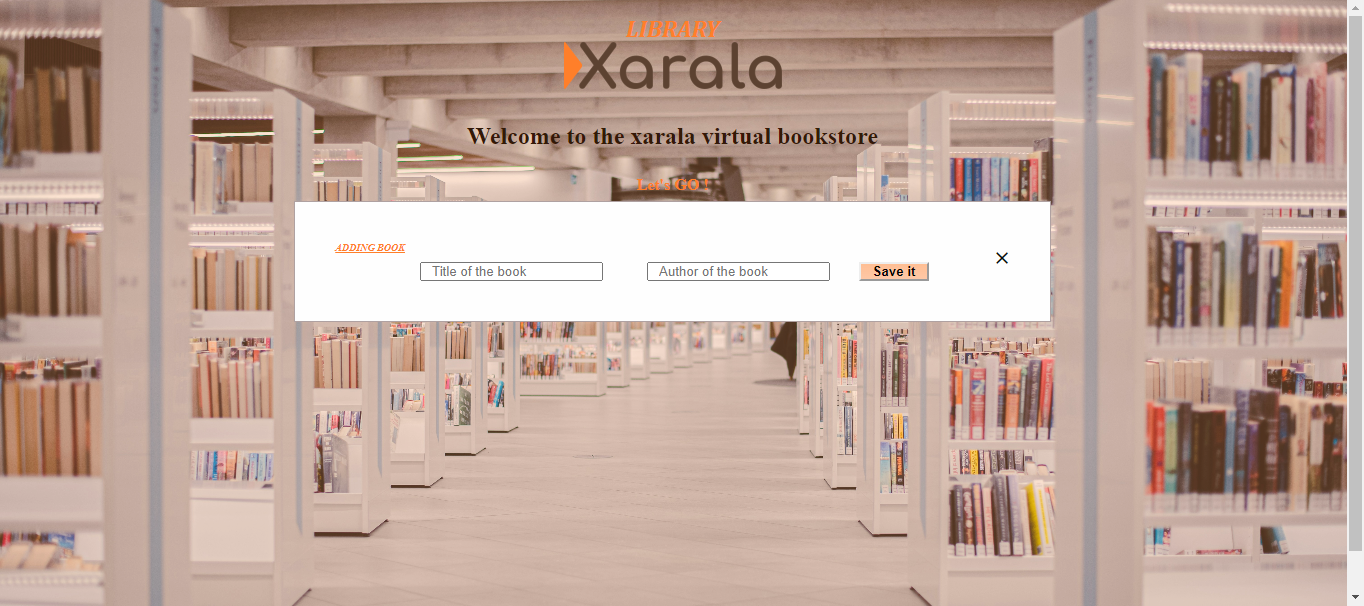 LIBRARY
Xarala
Welcome to the xarala virtual bookstore
Let's GO !
ADDING BOOK
Title of the book
Author of the book
Save it